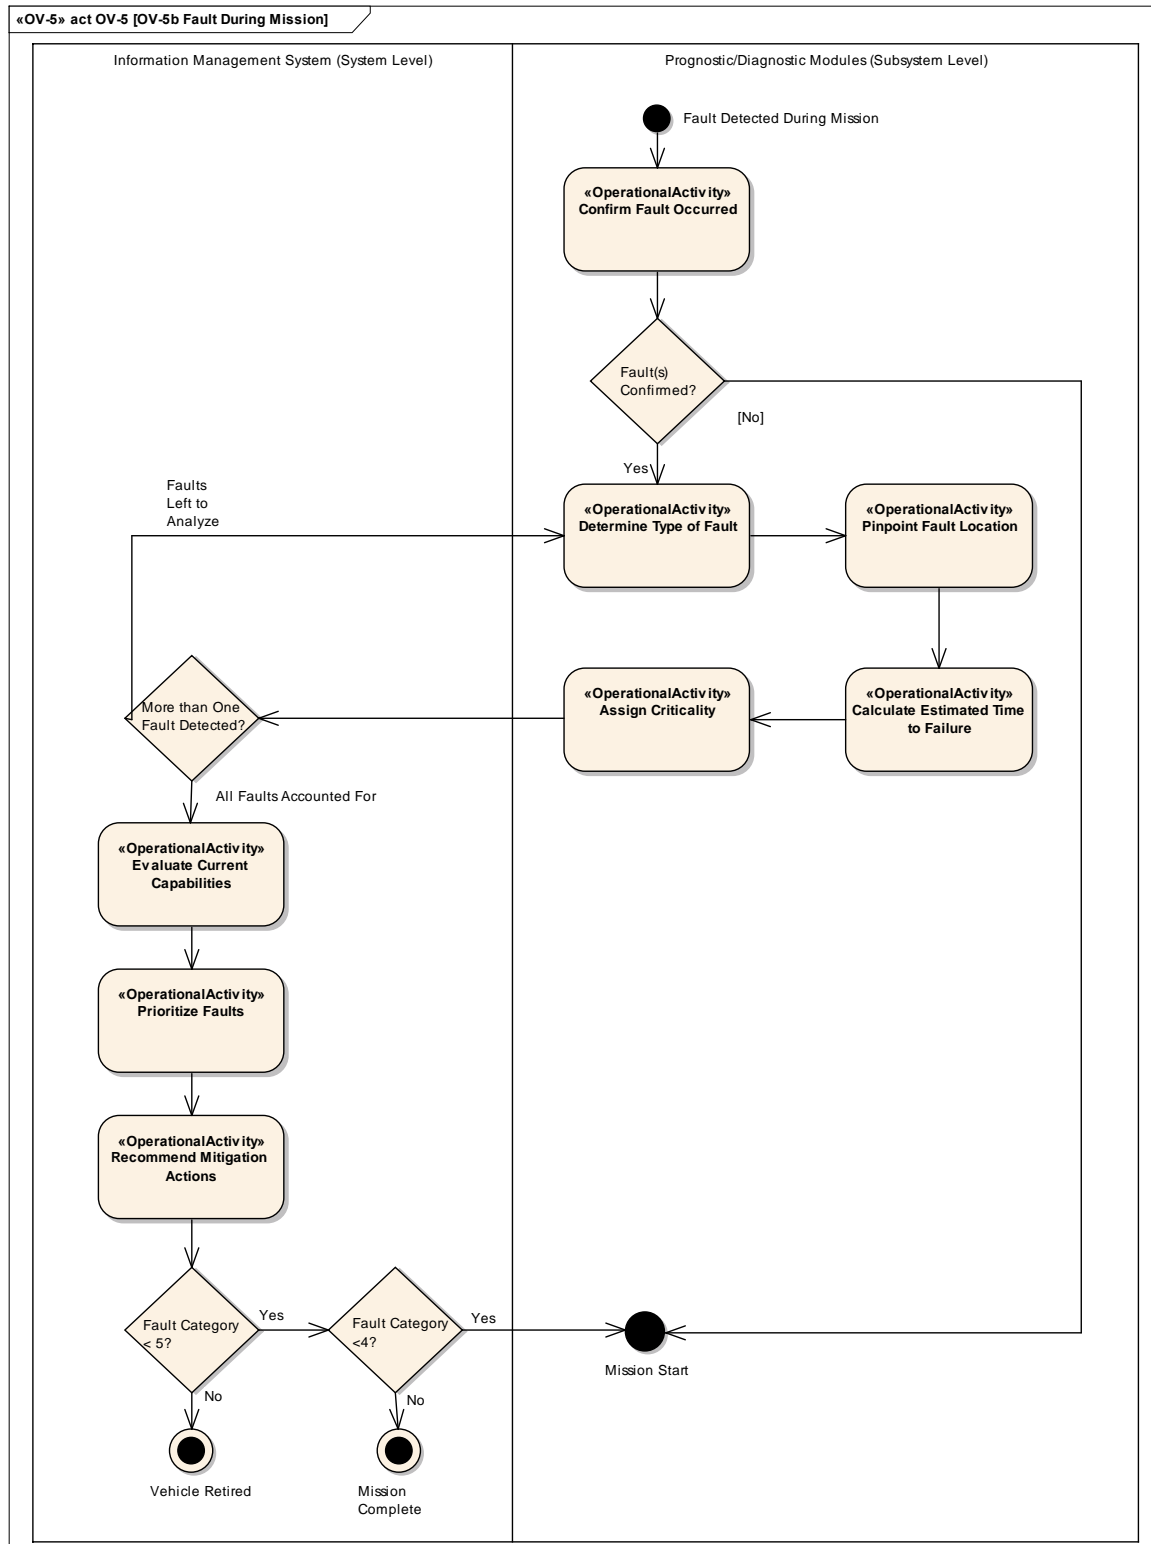 «OV-5» act OV-5 [OV-5b Fault During Mission]
Information Management System (System Level)
Prognostic/Diagnostic Modules (Subsystem Level)
Fault Detected During Mission
«OperationalActivity»
Confirm Fault Occurred
Fault(s)
Confirmed?
[No]
Yes
Faults
Left to
Analyze
«OperationalActivity»
Determine Type of Fault
«OperationalActivity»
Pinpoint Fault Location
«OperationalActivity»
Calculate Estimated Time
to Failure
«OperationalActivity»
Assign Criticality
More than One
Fault Detected?
All Faults Accounted For
«OperationalActivity»
Evaluate Current
Capabilities
«OperationalActivity»
Prioritize Faults
«OperationalActivity»
Recommend Mitigation
Actions
Fault Category
< 5?
Yes
Fault Category
<4?
Yes
Mission Start
No
No
Vehicle Retired
Mission
Complete